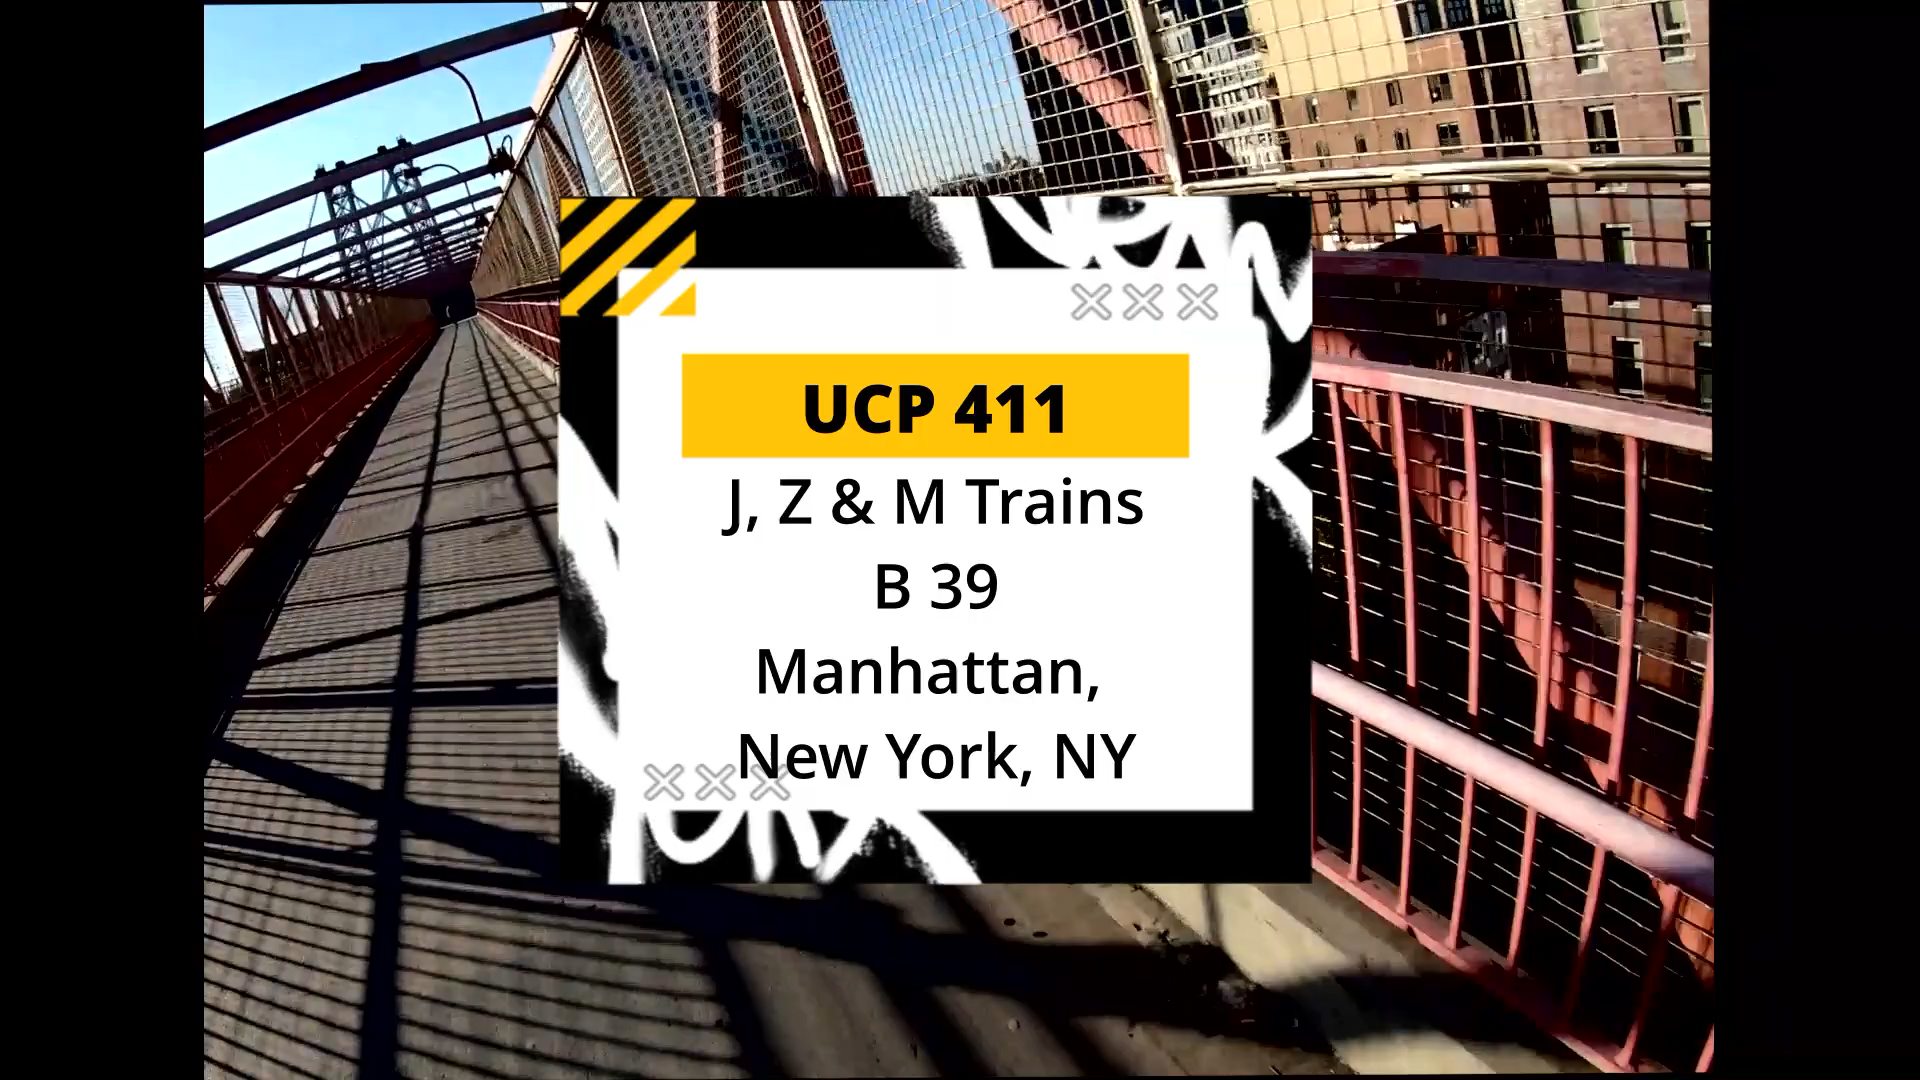 UCP 411
J, Z & M Trains
B 39
Manhattan,
New York, NY